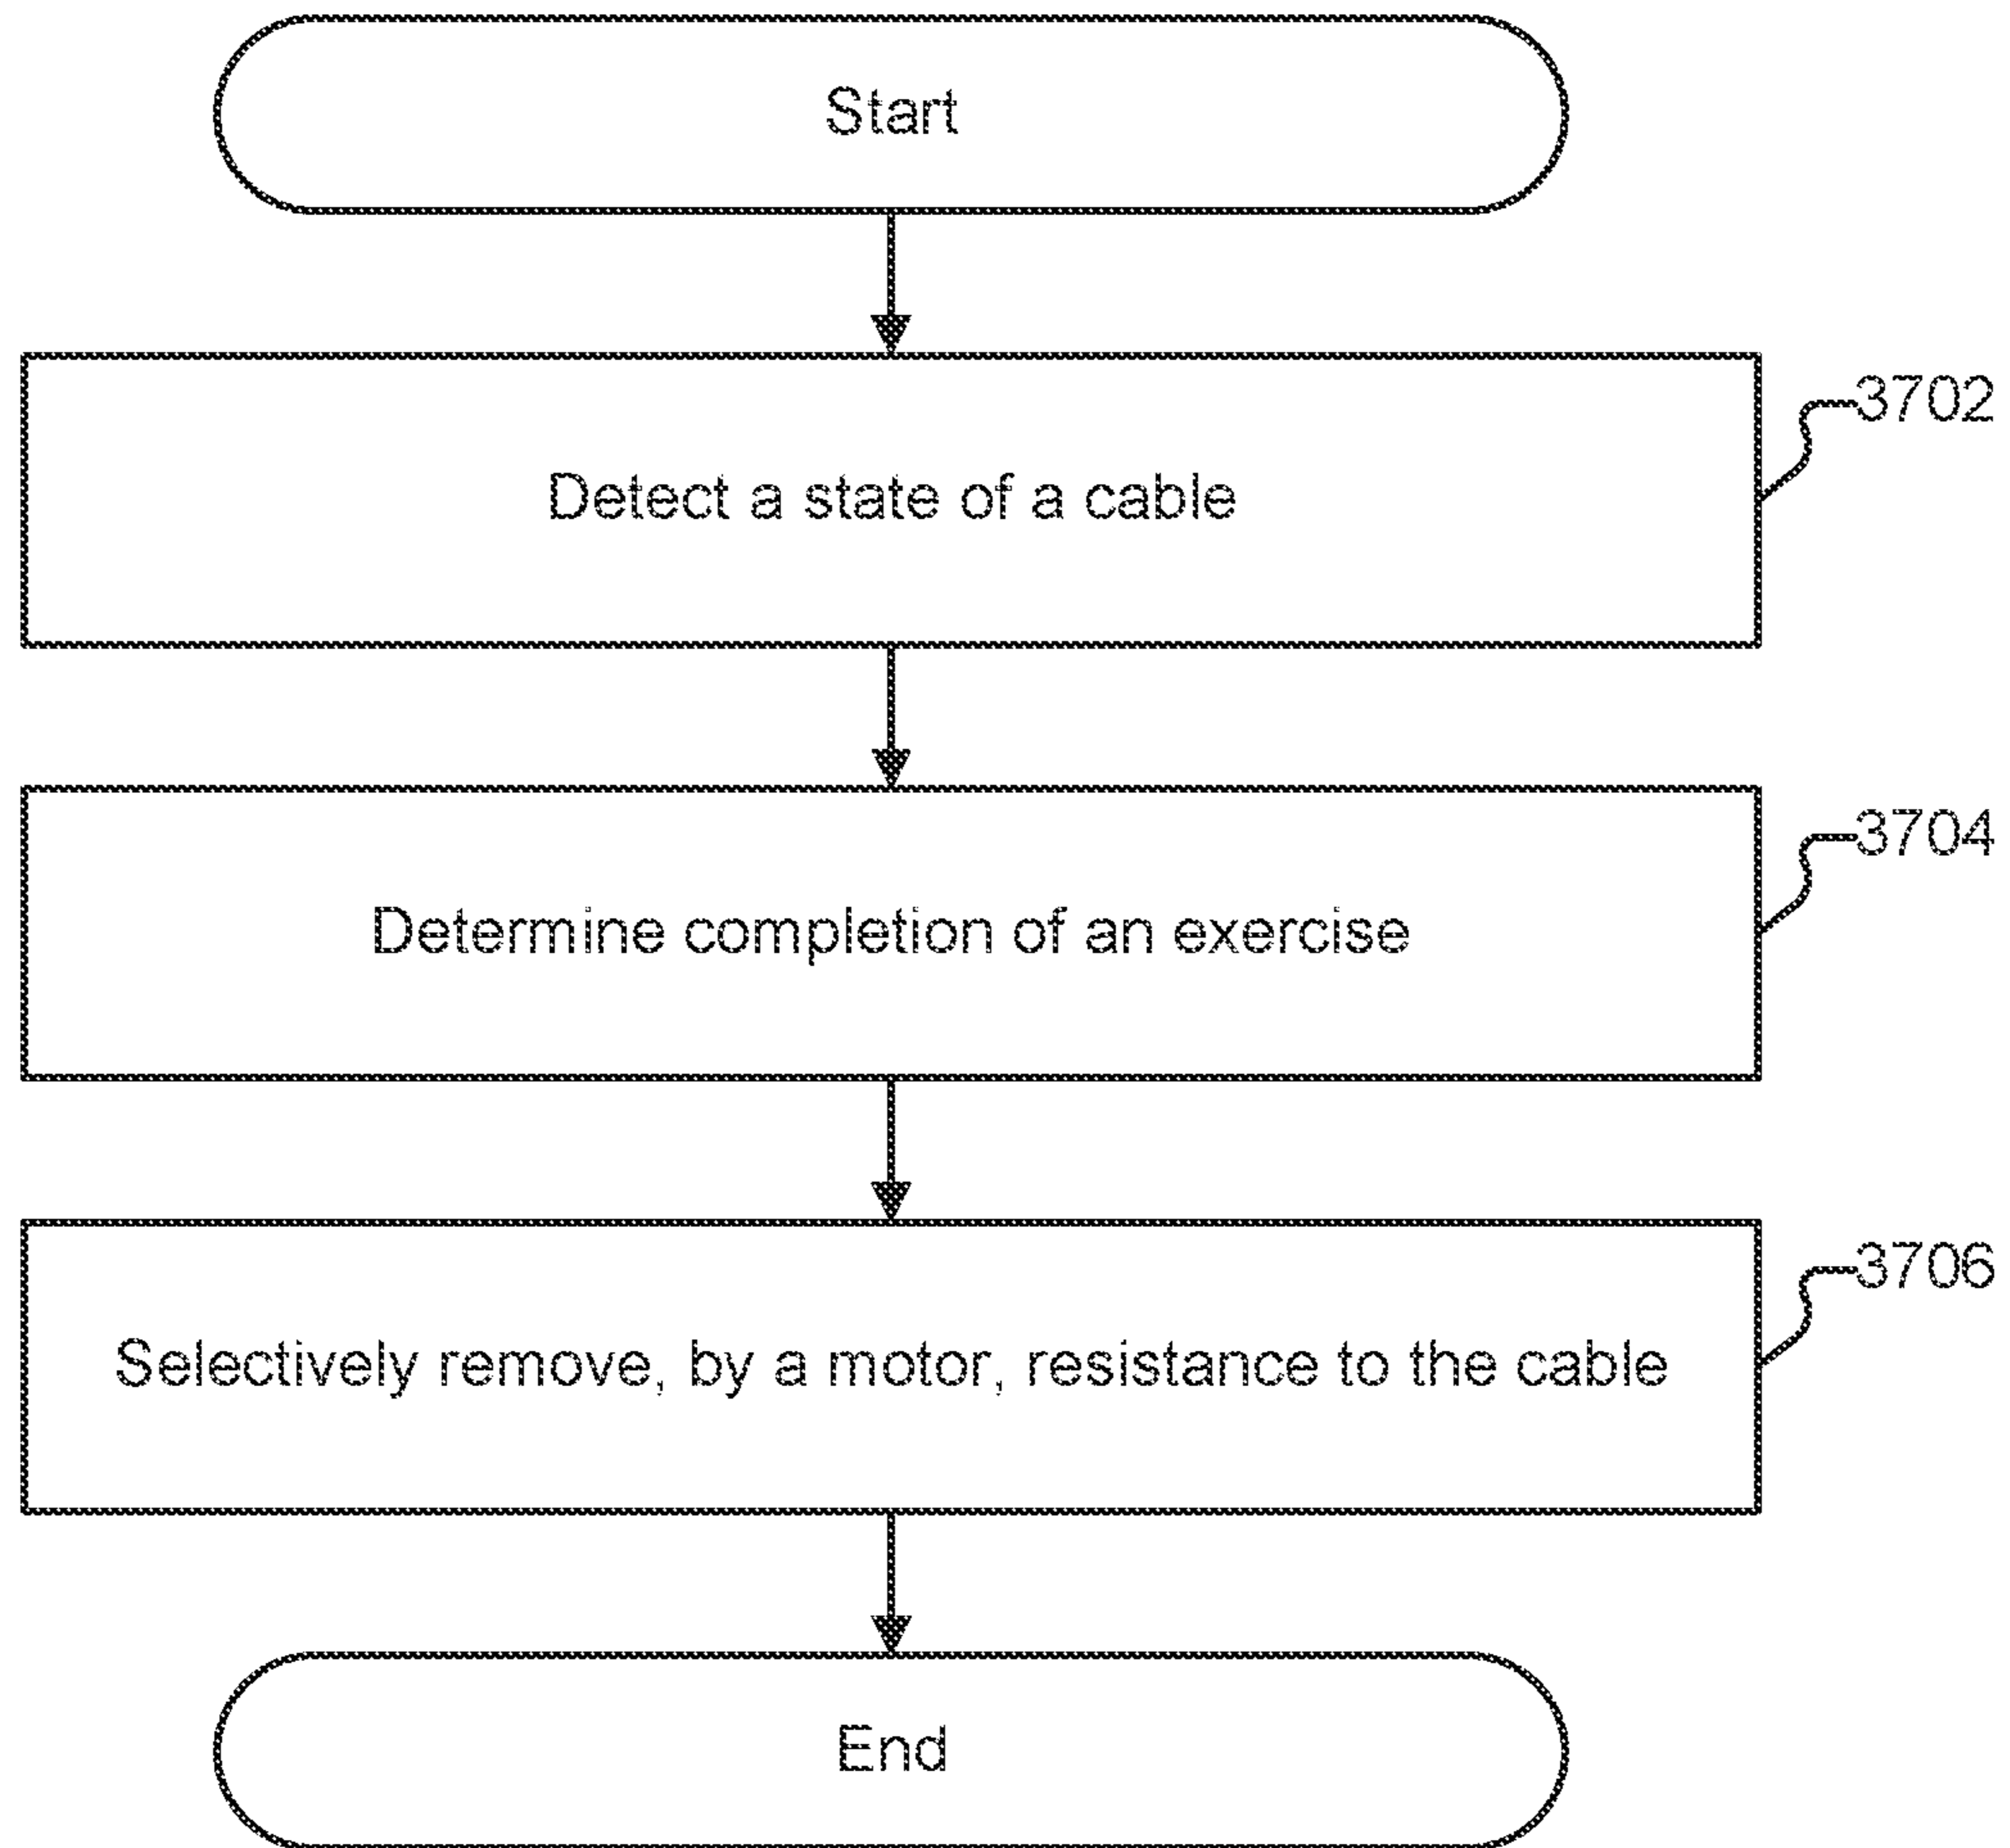 Start
3702
Detect a state of a cable
3704
Determine completion of an exercise
3706
Selectively remove, by a motor, resistance to the cable
End